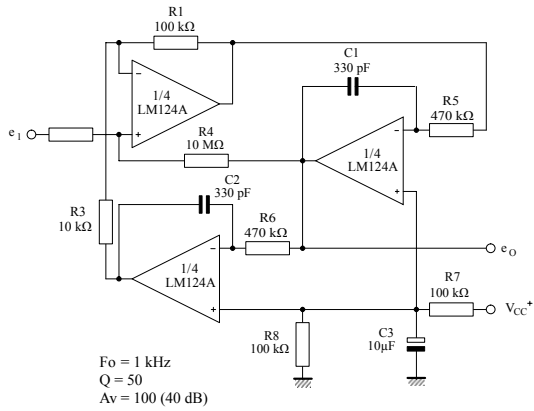 R1
100 kΩ
C1
330 pF
1/4
LM124A
R5
470 kΩ
e1
R4
10 MΩ
1/4
LM124A
C2
330 pF
R3
10 kΩ
R6
470 kΩ
1/4
LM124A
eO
R7
100 kΩ
VCC+
R8
100 kΩ
C3
10µF
Fo = 1 kHz
Q = 50
Av = 100 (40 dB)